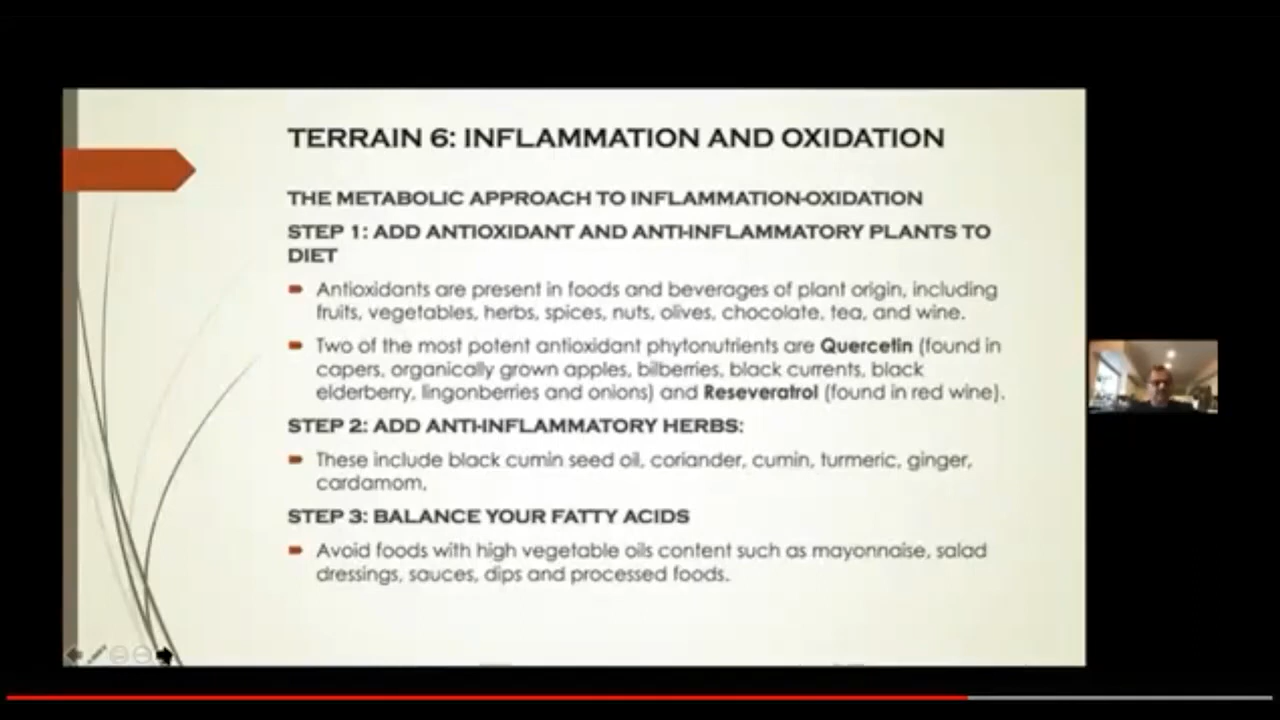 TERRAIN 6: INFLAMMATION AND OXIDATION
THE METABOLIC APPROACH TO INFLAMMATION-OXIDATION
STEP 1: ADD ANTIOXIDANT AND ANTI-INFLAMMATORY PLANTS TO
DIET
Antioxidants are present in foods and beverages of plant origin, including
fruits, vegetables, herbs, spices, nuts, olives, chocolate, tea, and wine.
Two of the most potent antioxidant phytonutrients are Quercetin (found in
capers, organically grown apples, bilberries, black currents, black
elderberry, lingonberries and onions) and Reseveratrol (found in red wine).
STEP 2: ADD ANTI-INFLAMMATORY HERBS:
These include black cumin seed oil, coriander, cumin, turmeric, ginger,
cardamom,
STEP 3: BALANCE YOUR FATTY ACIDS
Avoid foods with high vegetable oils content such as mayonnaise, salad
dressings, sauces, dips and processed foods.